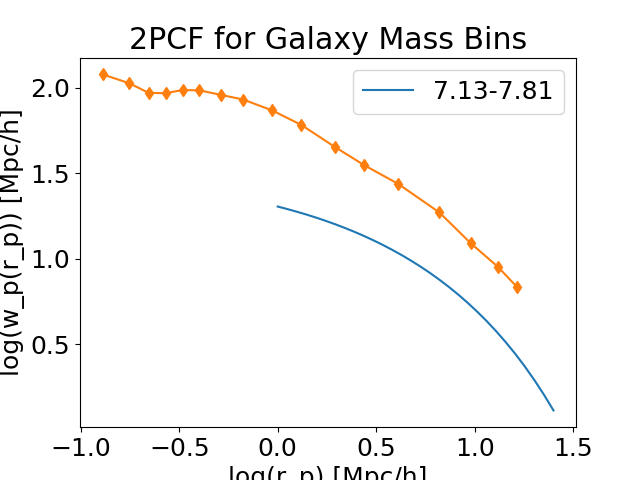 2PCF for Galaxy Mass Bins
7.13-7.81
2.0
1.5
1.0
0.5
log(w_p(r_p)) [Mpc/h]
−1.0 −0.5 0.0 0.5 1.0 1.5
log(r_p) [Mpc/h]